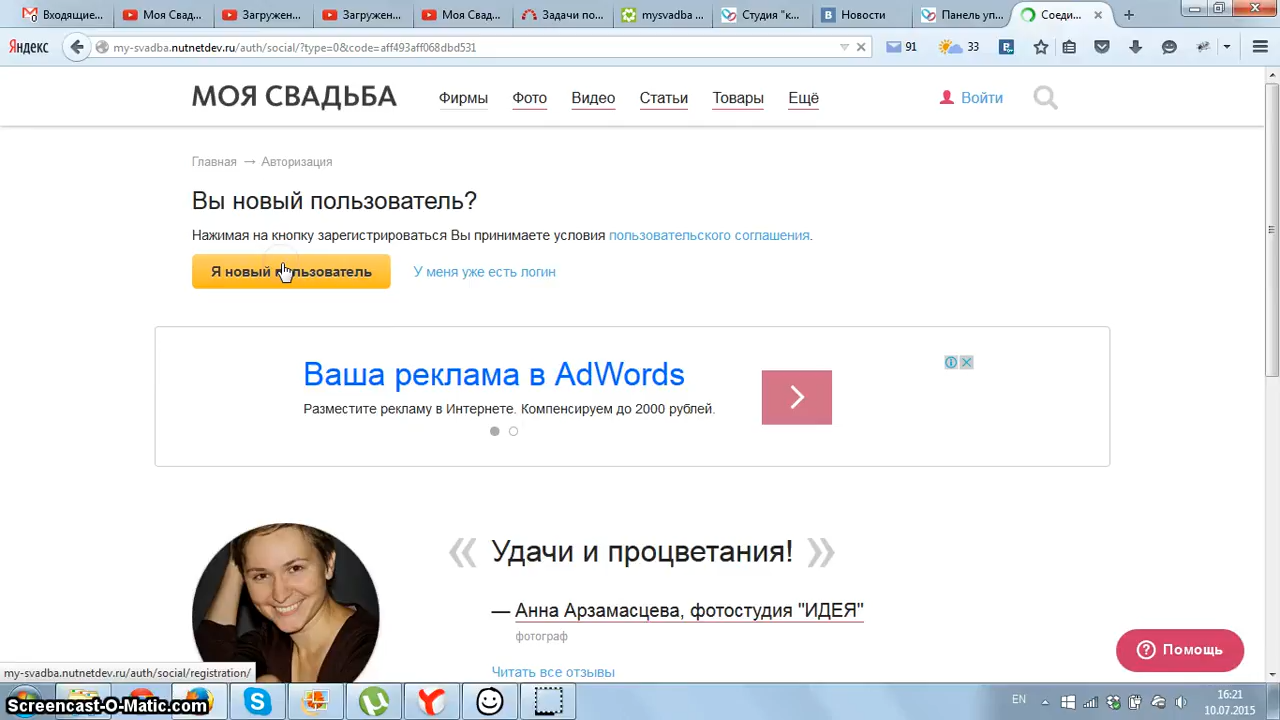 Входящие...
Моя Свад...
Загружен...
Загружен...
Моя Свад...
Задачи по...
mysvadba ...
Студия "к...
Новости
Панель уп...
Соеди...
Яндекс
my-svadba.nutnetdev.ru/auth/social/?type=0&code=aff493aff068dbd531
91
33
МОЯ СВАДЬБА
Фирмы
Фото
Видео
Статьи
Товары
Ещё
Войти
Главная → Авторизация
Вы новый пользователь?
Нажимая на кнопку зарегистрироваться Вы принимаете условия пользовательского соглашения.
Я новый пользователь
У меня уже есть логин
Ваша реклама в AdWords
Разместите рекламу в Интернете. Компенсируем до 2000 рублей.
« Удачи и процветания! »
— Анна Арзамасцева, фотостудия "ИДЕЯ"
фотограф
Читать все отзывы
Помощь
my-svadba.nutnetdev.ru/auth/social/registration/
Screencast-O-Matic.com
EN
16:21
10.07.2015